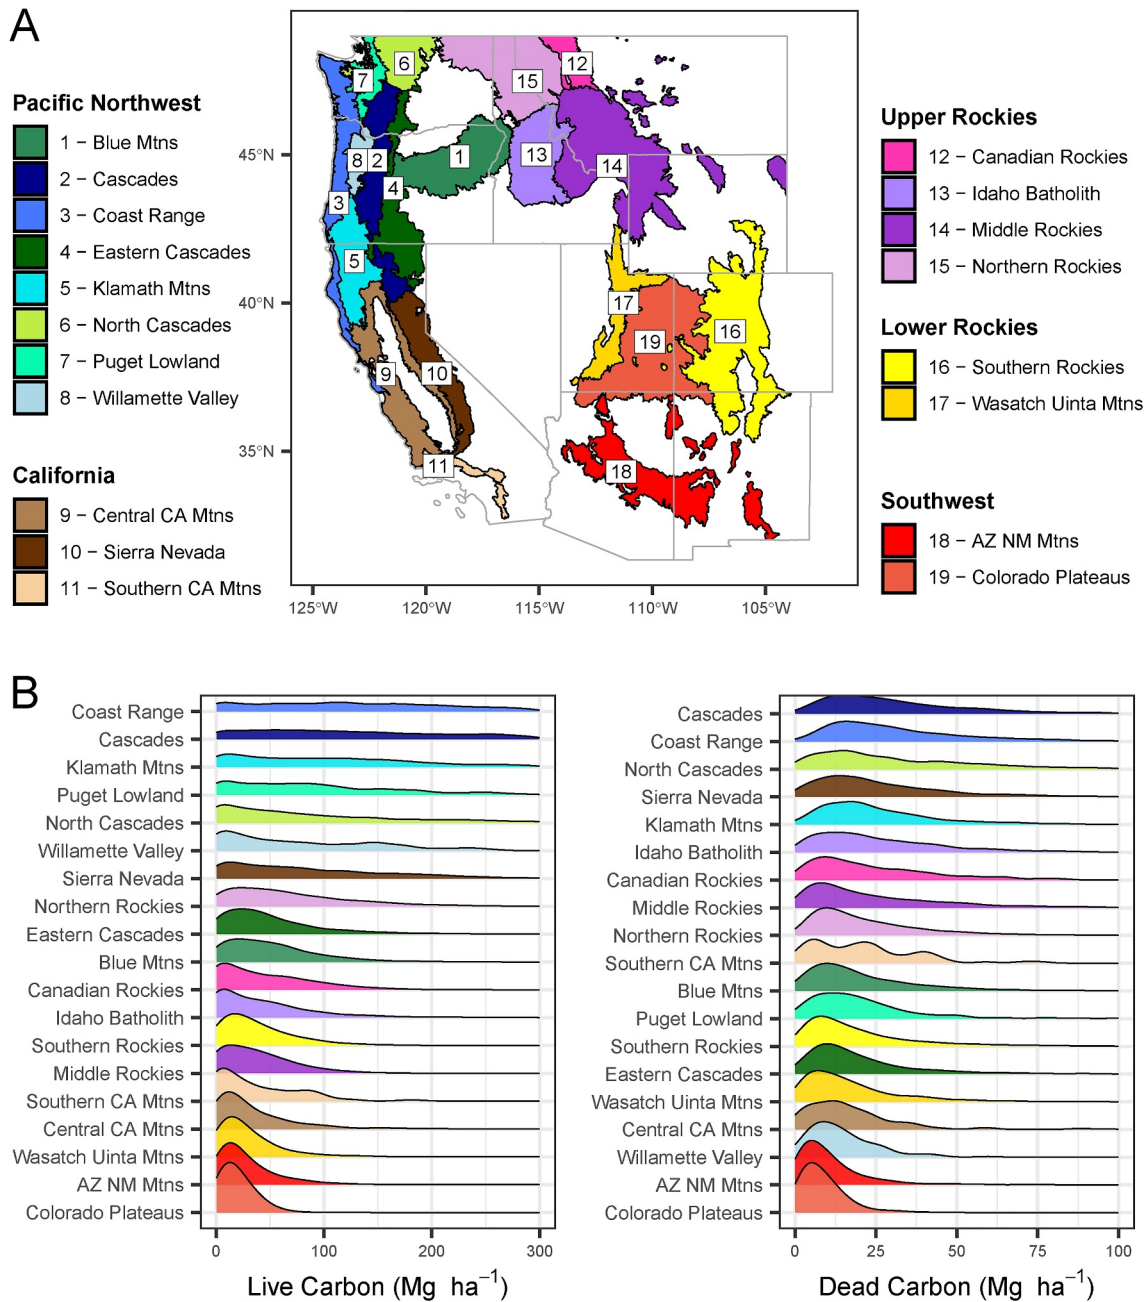 A
Pacific Northwest
1 – Blue Mtns
2 – Cascades
3 – Coast Range
4 – Eastern Cascades
5 – Klamath Mtns
6 – North Cascades
7 – Puget Lowland
8 – Willamette Valley
California
9 – Central CA Mtns
10 – Sierra Nevada
11 – Southern CA Mtns
45°N
40°N
35°N
6
12
7
15
8
2
1
13
14
4
3
5
17
16
19
9
10
11
18
125°W
120°W
115°W
110°W
105°W
Upper Rockies
12 – Canadian Rockies
13 – Idaho Batholith
14 – Middle Rockies
15 – Northern Rockies
Lower Rockies
16 – Southern Rockies
17 – Wasatch Uinta Mtns
Southwest
18 – AZ NM Mtns
19 – Colorado Plateaus
B
Coast Range
Cascades
Klamath Mtns
Puget Lowland
North Cascades
Willamette Valley
Sierra Nevada
Northern Rockies
Eastern Cascades
Blue Mtns
Canadian Rockies
Idaho Batholith
Southern Rockies
Middle Rockies
Southern CA Mtns
Central CA Mtns
Wasatch Uinta Mtns
AZ NM Mtns
Colorado Plateaus
0 100 200 300
Live Carbon (Mg ha⁻¹)
Cascades
Coast Range
North Cascades
Sierra Nevada
Klamath Mtns
Idaho Batholith
Canadian Rockies
Middle Rockies
Northern Rockies
Southern CA Mtns
Blue Mtns
Puget Lowland
Southern Rockies
Eastern Cascades
Wasatch Uinta Mtns
Central CA Mtns
Willamette Valley
AZ NM Mtns
Colorado Plateaus
0 25 50 75 100
Dead Carbon (Mg ha⁻¹)